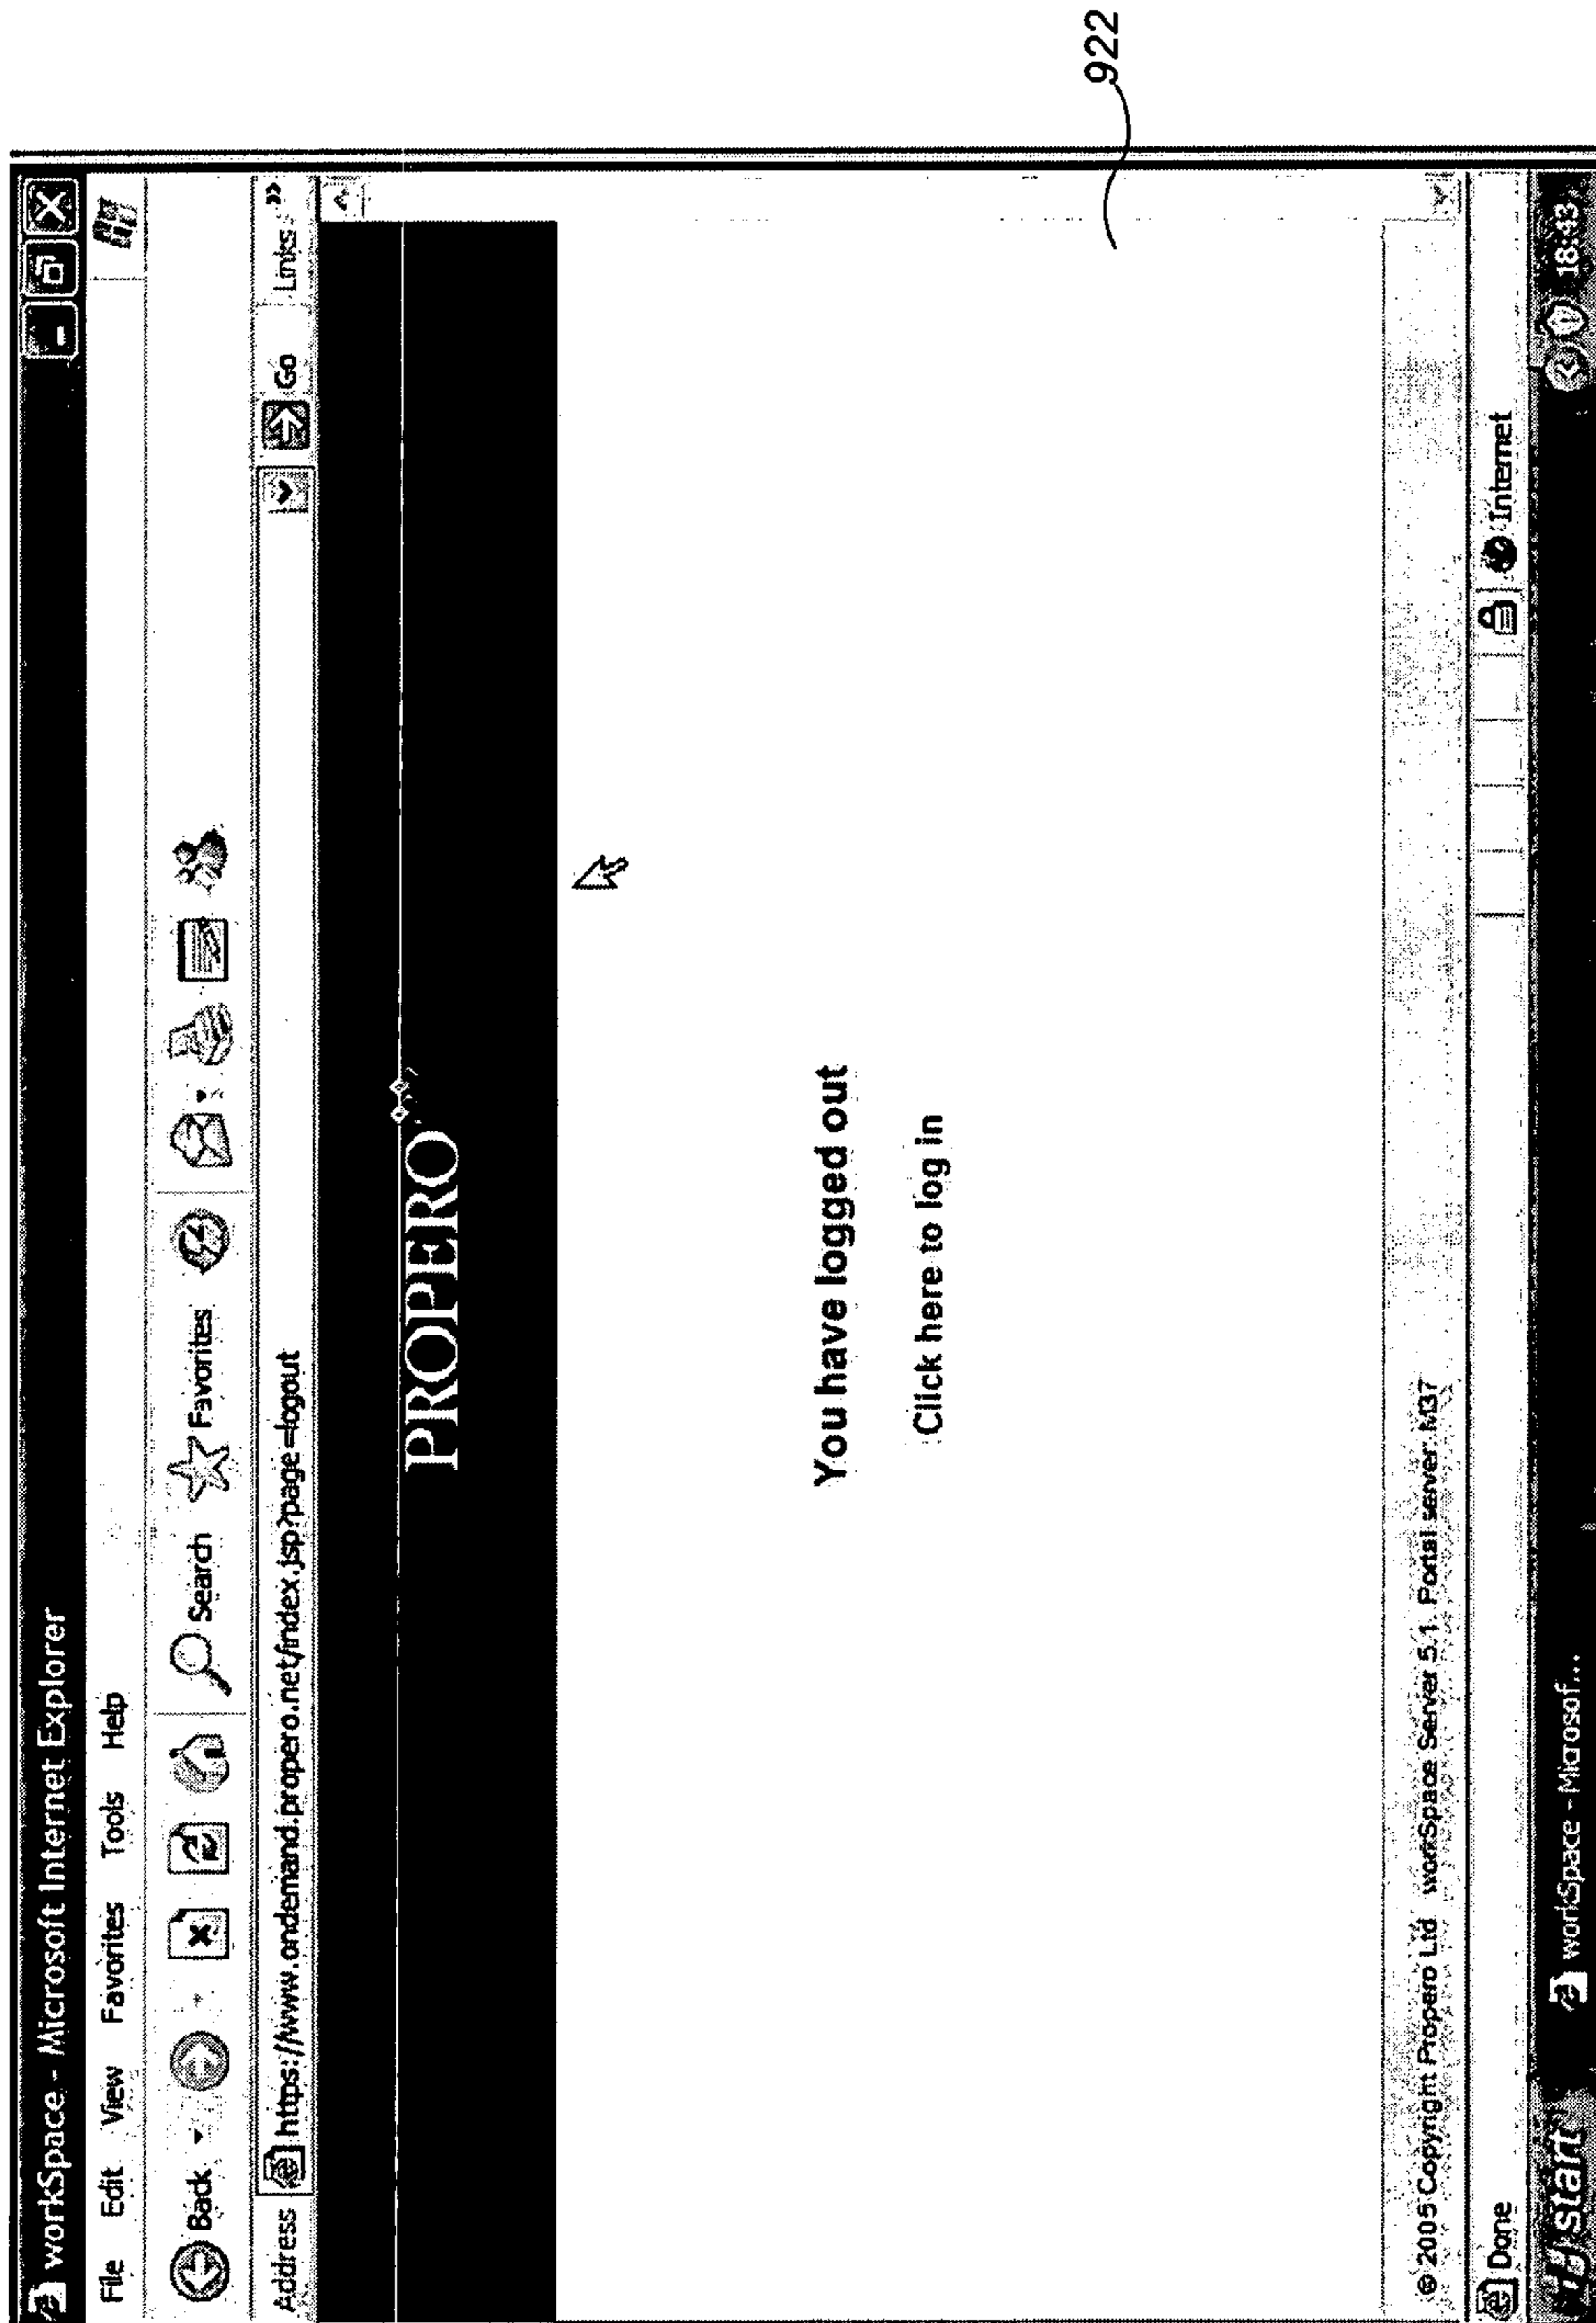 workSpace - Microsoft Internet Explorer
File Edit View Favorites Tools Help
Back Search Favorites
Address https://www.ondemand.propero.net/index.jsp?page=logout Go Links »
PROPERO
You have logged out
Click here to log in
922
© 2005 Copyright Propero Ltd workSpace Server 5.1. Portal server: M37
Done Internet
start workSpace - Microsof... 18:43